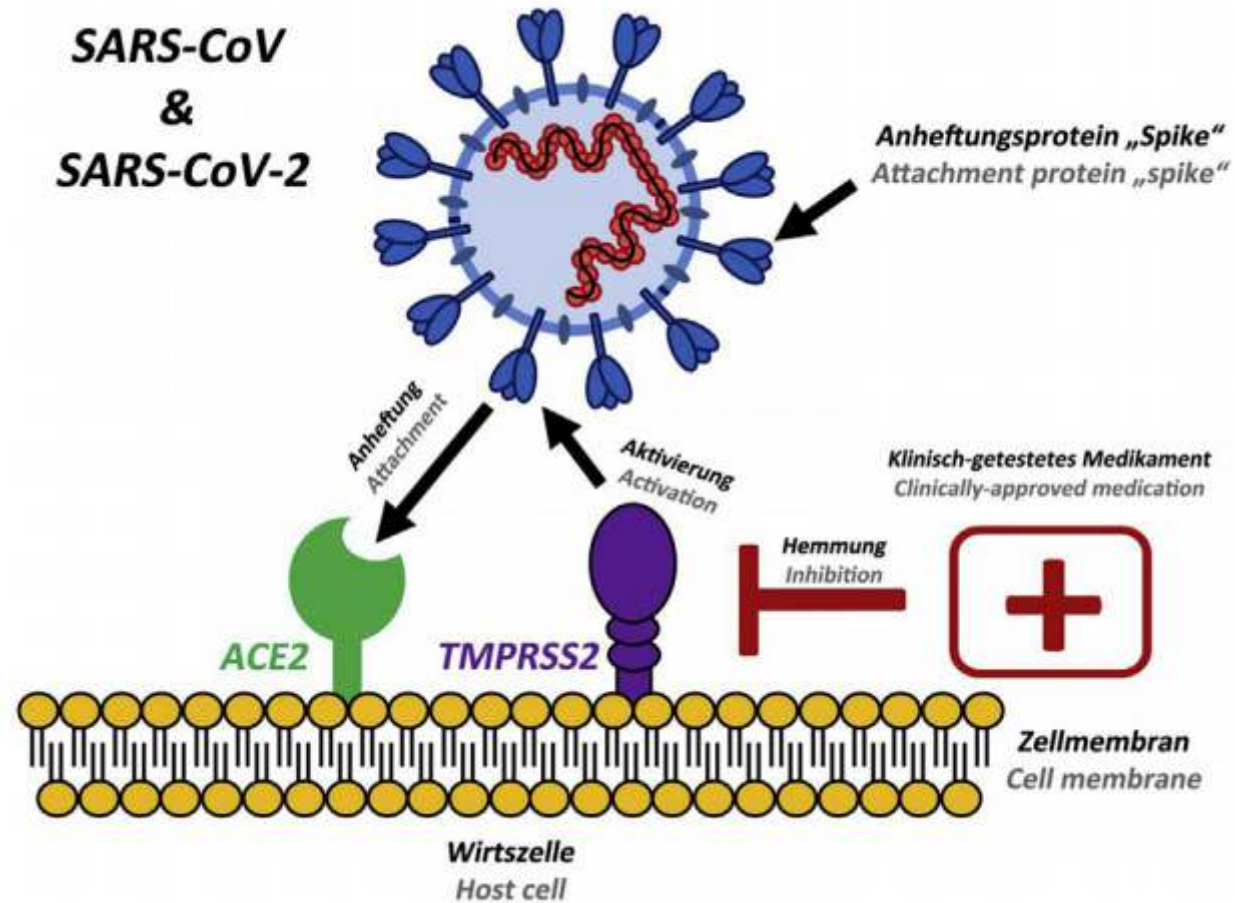 SARS-CoV
&
SARS-CoV-2
Anheftungsprotein „Spike“
Attachment protein „spike“
Anheftung
Attachment
Aktivierung
Activation
Klinisch-getestetes Medikament
Clinically-approved medication
Hemmung
Inhibition
ACE2
TMPRSS2
Zellmembran
Cell membrane
Wirtszelle
Host cell